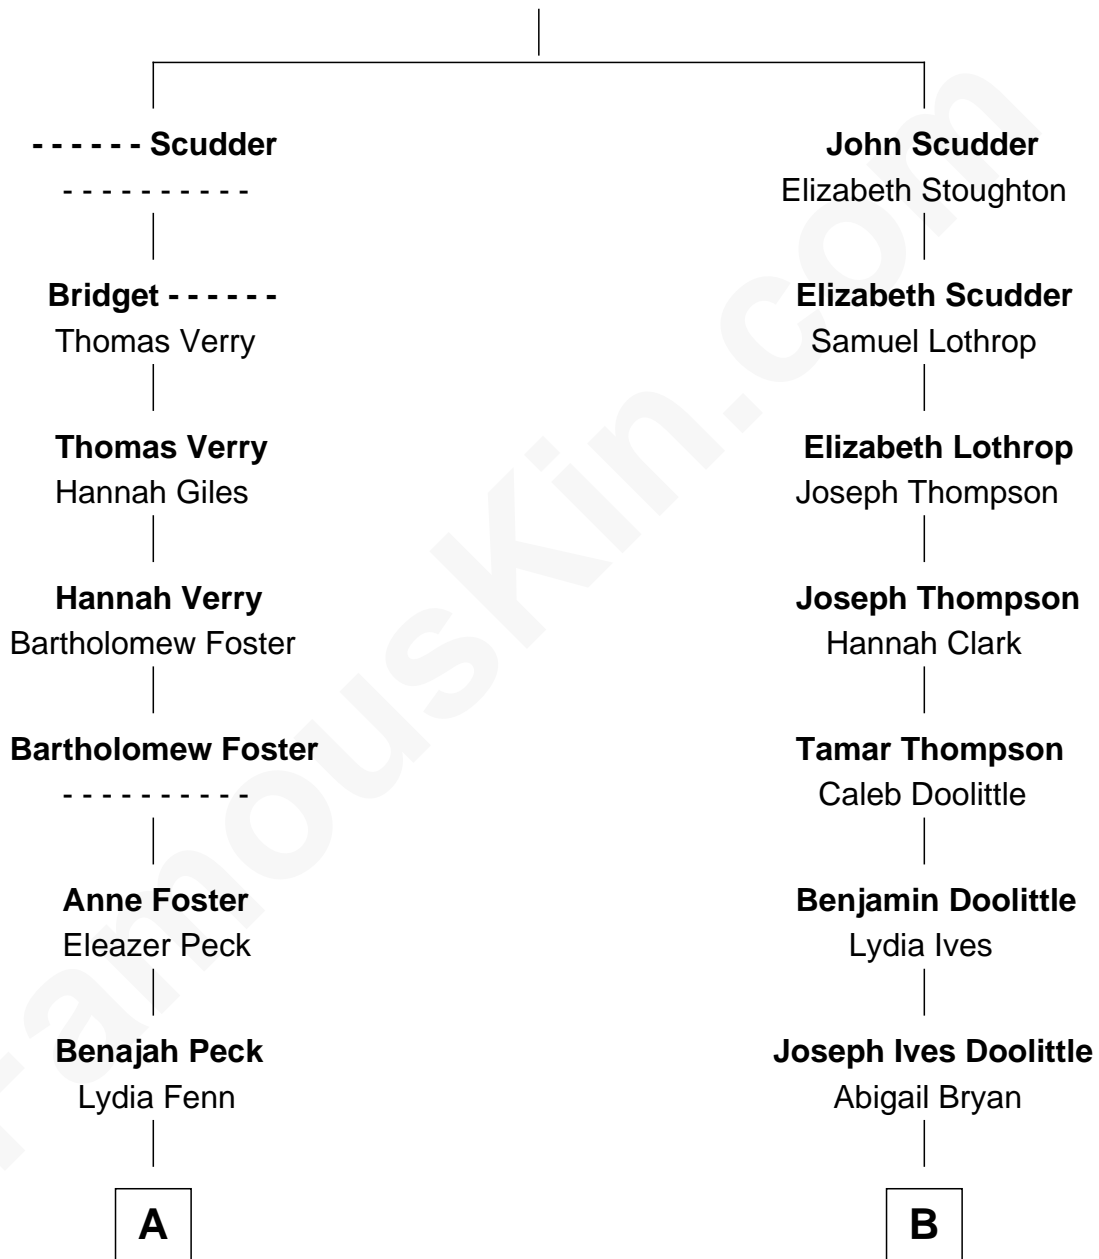 - - - - - - Scudder
- - - - - - - - - -
Bridget - - - - - -
Thomas Verry
Thomas Verry
Hannah Giles
Hannah Verry
Bartholomew Foster
Bartholomew Foster
- - - - - - - - - -
Anne Foster
Eleazer Peck
Benajah Peck
Lydia Fenn
A
John Scudder
Elizabeth Stoughton
Elizabeth Scudder
Samuel Lothrop
Elizabeth Lothrop
Joseph Thompson
Joseph Thompson
Hannah Clark
Tamar Thompson
Caleb Doolittle
Benjamin Doolittle
Lydia Ives
Joseph Ives Doolittle
Abigail Bryan
B
FamousKin.com